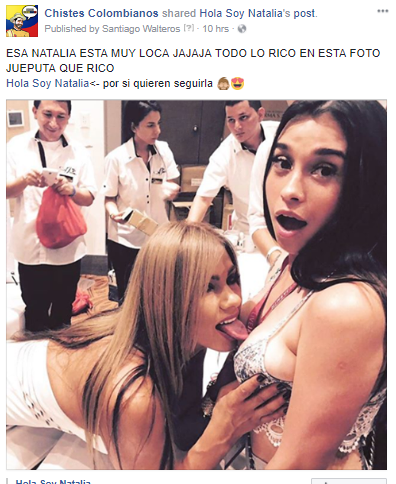 Chistes Colombianos shared Hola Soy Natalia's post.
Published by Santiago Walteros [?] · 10 hrs ·
ESA NATALIA ESTA MUY LOCA JAJAJA TODO LO RICO EN ESTA FOTO
JUEPUTA QUE RICO
Hola Soy Natalia<- por si quieren seguirla
Hola Soy Natalia